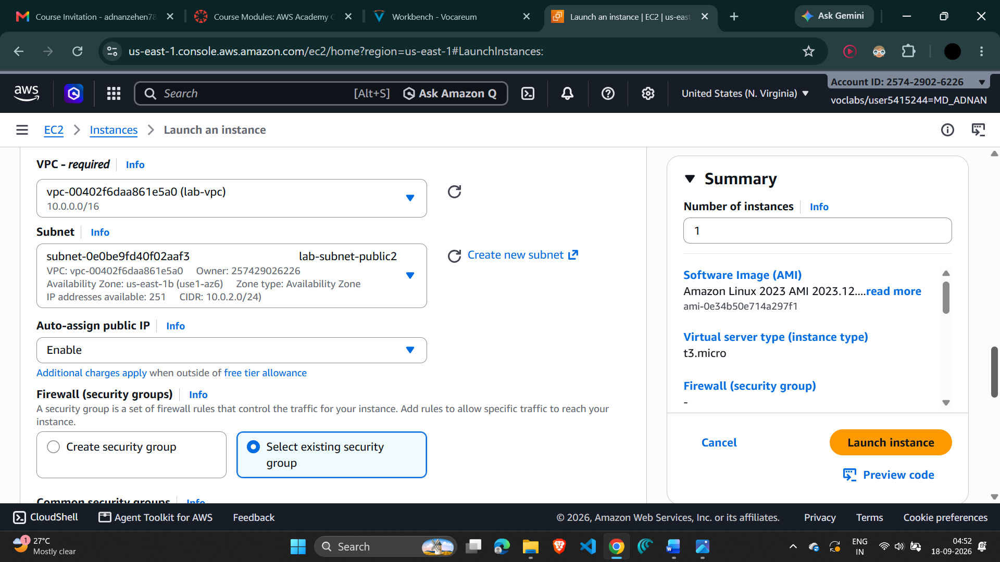 Course Invitation - adnanzehen78
Course Modules: AWS Academy C
Workbench - Vocareum
Launch an instance | EC2 | us-east
Ask Gemini
us-east-1.console.aws.amazon.com/ec2/home?region=us-east-1#LaunchInstances:
aws
Search
[Alt+S]
Ask Amazon Q
United States (N. Virginia)
Account ID: 2574-2902-6226
voclabs/user5415244=MD_ADNAN
EC2
Instances
Launch an instance
VPC - required
Info
vpc-00402f6daa861e5a0 (lab-vpc)
10.0.0.0/16
Subnet
Info
subnet-0e0be9fd40f02aaf3 lab-subnet-public2
VPC: vpc-00402f6daa861e5a0 Owner: 257429026226
Availability Zone: us-east-1b (use1-az6) Zone type: Availability Zone
IP addresses available: 251 CIDR: 10.0.2.0/24)
Create new subnet
Auto-assign public IP
Info
Enable
Additional charges apply when outside of free tier allowance
Firewall (security groups)
Info
A security group is a set of firewall rules that control the traffic for your instance. Add rules to allow specific traffic to reach your
instance.
Create security group
Select existing security
group
Common security groups
Info
Summary
Number of instances
Info
1
Software Image (AMI)
Amazon Linux 2023 AMI 2023.12....read more
ami-0e34b50e714a297f1
Virtual server type (instance type)
t3.micro
Firewall (security group)
-
Cancel
Launch instance
Preview code
CloudShell
Agent Toolkit for AWS
Feedback
© 2026, Amazon Web Services, Inc. or its affiliates.
Privacy
Terms
Cookie preferences
1
27°C
Mostly clear
Search
ENG
IN
04:52
18-09-2026